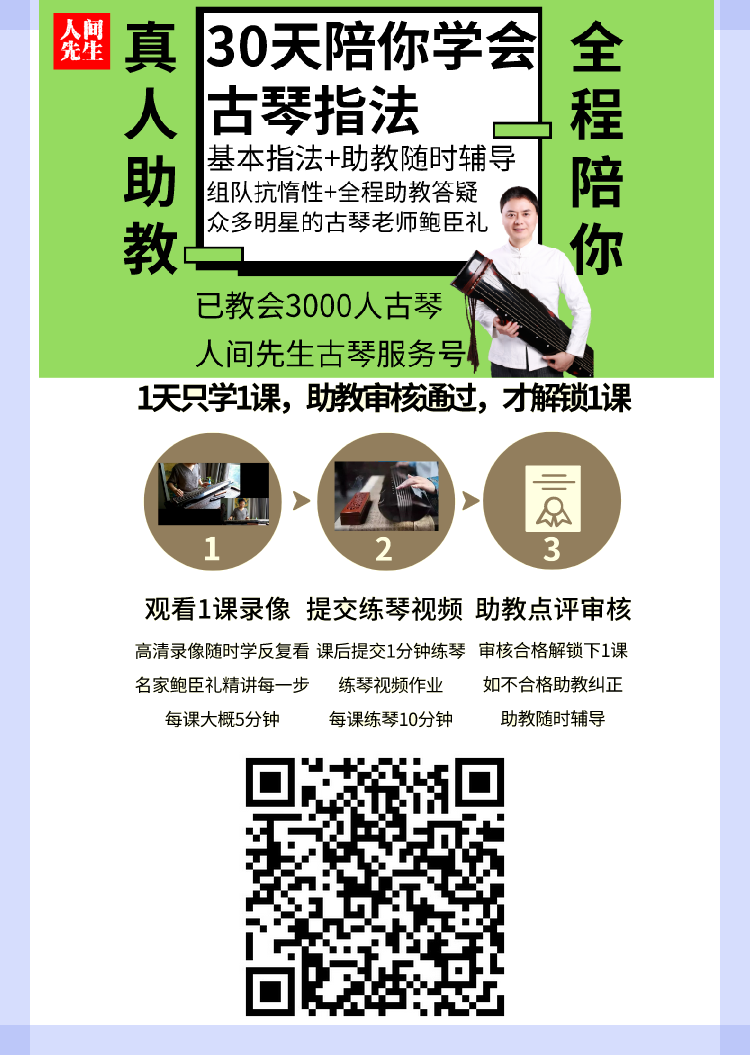 人间
先生
真人助教
30天陪你学会
古琴指法
基本指法+助教随时辅导
组队抗惰性+全程助教答疑
众多明星的古琴老师鲍臣礼
全程陪你
已教会3000人古琴
人间先生古琴服务号
1天只学1课，助教审核通过，才解锁1课
1
2
3
观看1课录像
提交练琴视频
助教点评审核
高清录像随时学反复看
课后提交1分钟练琴
审核合格解锁下1课
名家鲍臣礼精讲每一步
练琴视频作业
如不合格助教纠正
每课大概5分钟
每课练琴10分钟
助教随时辅导